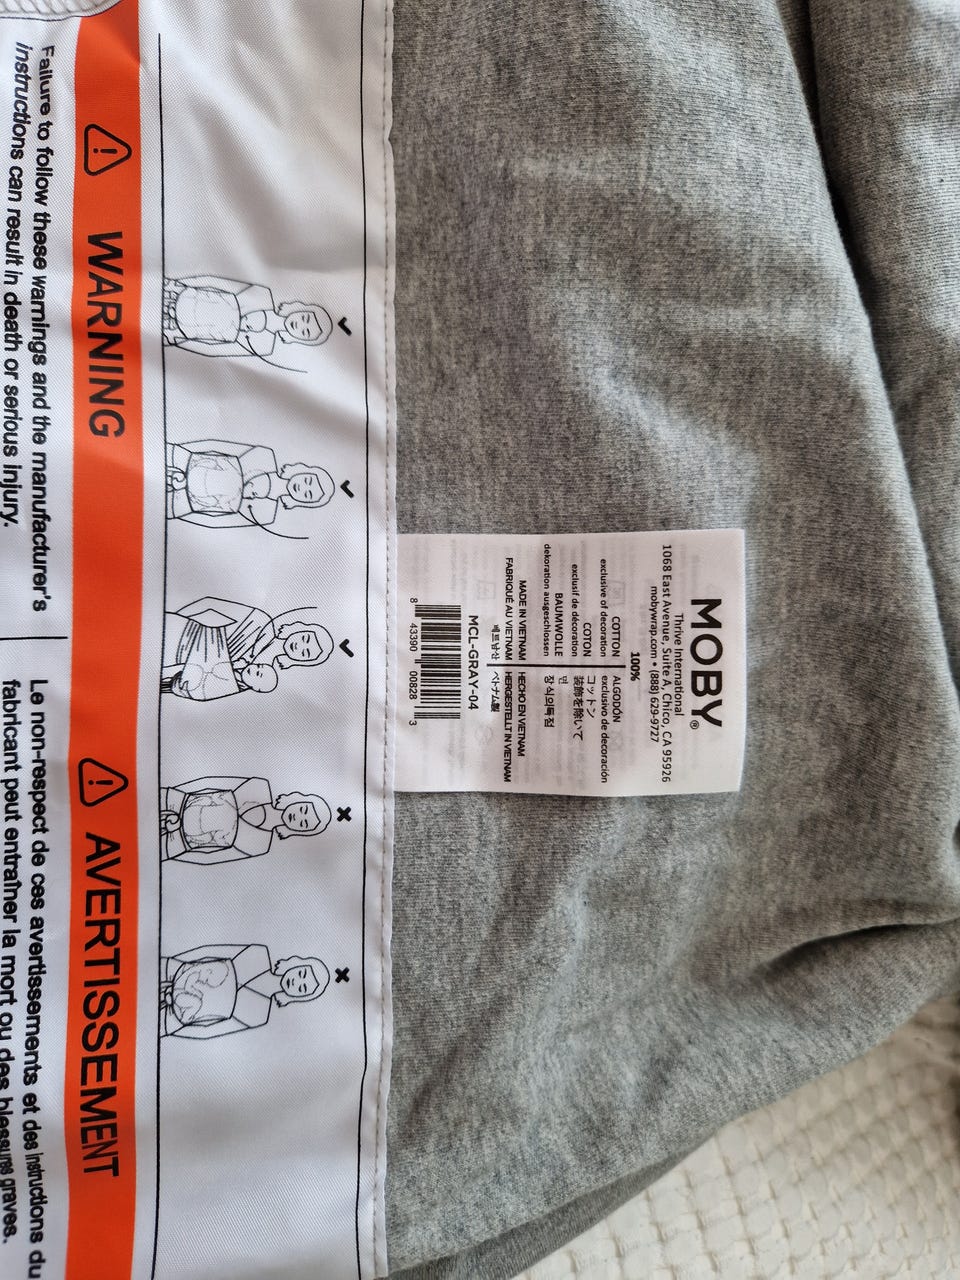 MOBY®
Thrive International
1068 East Avenue, Suite A, Chico, CA 95926
mobywrap.com • (888) 629-9727
100%
COTTON
exclusive of decoration
COTON
exclusif de décoration
BAUMWOLLE
dekoration ausgeschlossen
ALGODÓN
exclusivo de decoración
コットン
装飾を除いて
면
장식의독점
MADE IN VIETNAM
FABRIQUÉ AU VIETNAM
베트남산
HECHO EN VIETNAM
HERGESTELLT IN VIETNAM
ベトナム製
MCL-GRAY-04
8 43390 00828 3
⚠ WARNING
Failure to follow these warnings and the manufacturer's
instructions can result in death or serious injury.
⚠ AVERTISSEMENT
Le non-respect de ces avertissements et des instructions du
fabricant peut entraîner la mort ou des blessures graves.